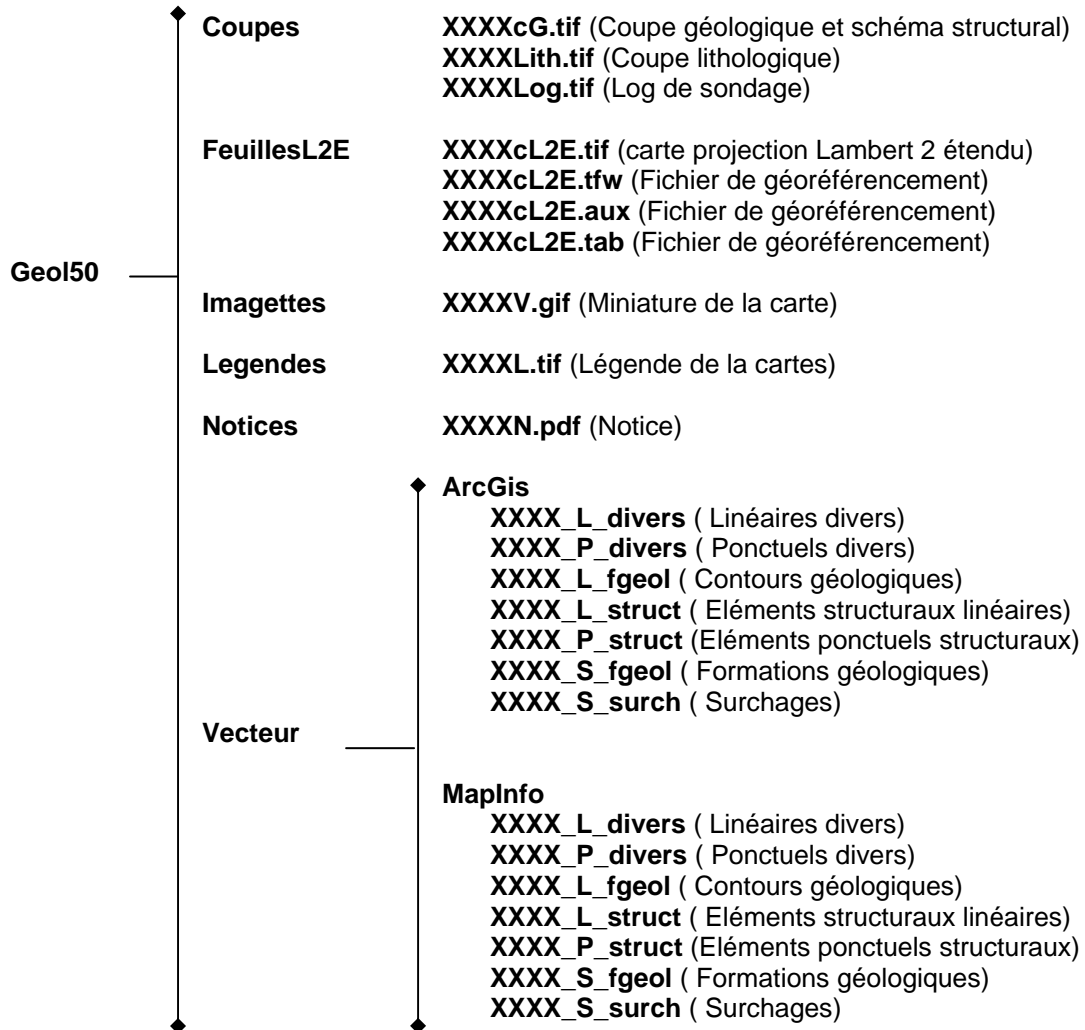 Coupes XXXXcG.tif (Coupe géologique et schéma structural)
XXXXLith.tif (Coupe lithologique)
XXXXLog.tif (Log de sondage)
FeuillesL2E XXXXcL2E.tif (carte projection Lambert 2 étendu)
XXXXcL2E.tfw (Fichier de géoréférencement)
XXXXcL2E.aux (Fichier de géoréférencement)
XXXXcL2E.tab (Fichier de géoréférencement)
Geol50
Imagettes XXXXV.gif (Miniature de la carte)
Legendes XXXXL.tif (Légende de la cartes)
Notices XXXXN.pdf (Notice)
ArcGis
XXXX_L_divers ( Linéaires divers)
XXXX_P_divers ( Ponctuels divers)
XXXX_L_fgeol ( Contours géologiques)
XXXX_L_struct ( Eléments structuraux linéaires)
XXXX_P_struct (Eléments ponctuels structuraux)
XXXX_S_fgeol ( Formations géologiques)
XXXX_S_surch ( Surchages)
Vecteur
MapInfo
XXXX_L_divers ( Linéaires divers)
XXXX_P_divers ( Ponctuels divers)
XXXX_L_fgeol ( Contours géologiques)
XXXX_L_struct ( Eléments structuraux linéaires)
XXXX_P_struct (Eléments ponctuels structuraux)
XXXX_S_fgeol ( Formations géologiques)
XXXX_S_surch ( Surchages)